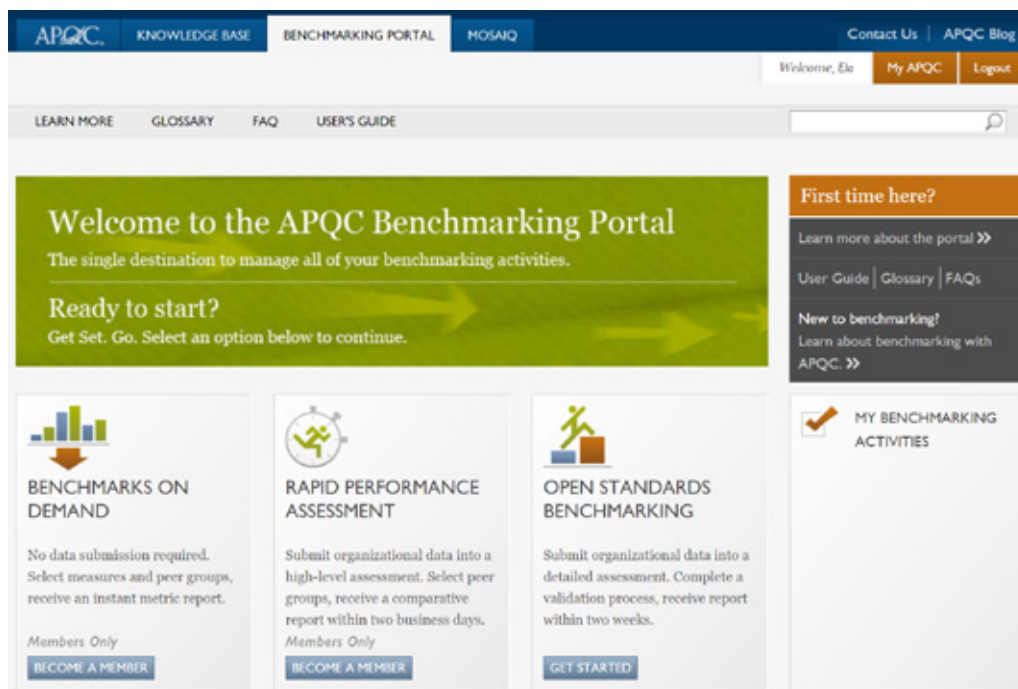 APQC.
KNOWLEDGE BASE
BENCHMARKING PORTAL
MOSAIQ
Contact Us
APQC Blog
Welcome, Ela
My APQC
Logout
LEARN MORE
GLOSSARY
FAQ
USER'S GUIDE
Welcome to the APQC Benchmarking Portal
The single destination to manage all of your benchmarking activities.
Ready to start?
Get Set. Go. Select an option below to continue.
First time here?
Learn more about the portal
User Guide | Glossary | FAQs
New to benchmarking?
Learn about benchmarking with
APQC.
BENCHMARKS ON
DEMAND
No data submission required.
Select measures and peer groups,
receive an instant metric report.
Members Only
BECOME A MEMBER
RAPID PERFORMANCE
ASSESSMENT
Submit organizational data into a
high-level assessment. Select peer
groups, receive a comparative
report within two business days.
Members Only
BECOME A MEMBER
OPEN STANDARDS
BENCHMARKING
Submit organizational data into a
detailed assessment. Complete a
validation process, receive report
within two weeks.
GET STARTED
MY BENCHMARKING
ACTIVITIES